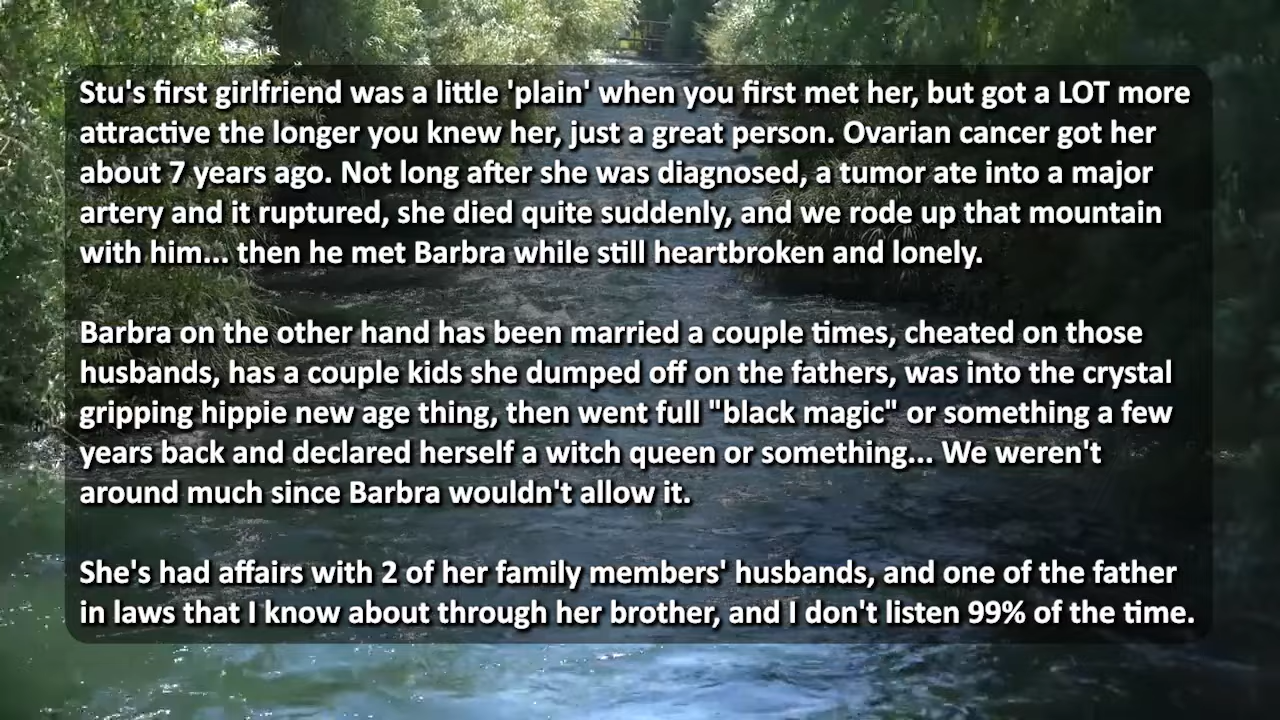 Stu's first girlfriend was a little 'plain' when you first met her, but got a LOT more
attractive the longer you knew her, just a great person. Ovarian cancer got her
about 7 years ago. Not long after she was diagnosed, a tumor ate into a major
artery and it ruptured, she died quite suddenly, and we rode up that mountain
with him... then he met Barbra while still heartbroken and lonely.
Barbra on the other hand has been married a couple times, cheated on those
husbands, has a couple kids she dumped off on the fathers, was into the crystal
gripping hippie new age thing, then went full "black magic" or something a few
years back and declared herself a witch queen or something... We weren't
around much since Barbra wouldn't allow it.
She's had affairs with 2 of her family members' husbands, and one of the father
in laws that I know about through her brother, and I don't listen 99% of the time.